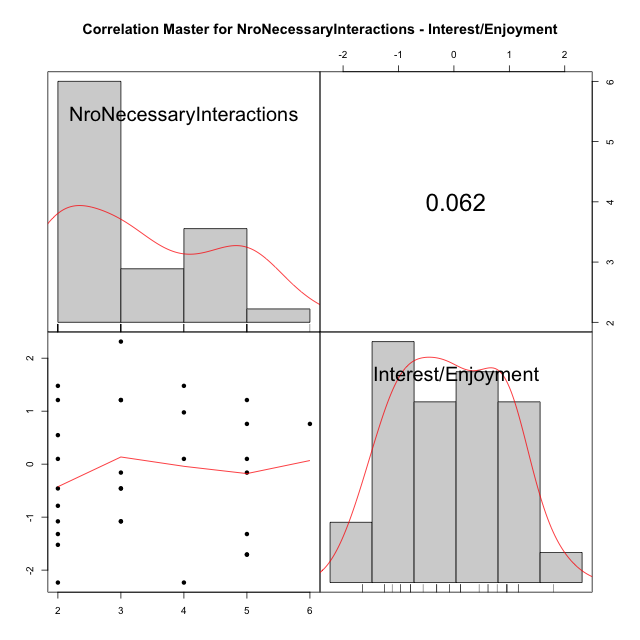 Correlation Master for NroNecessaryInteractions - Interest/Enjoyment
-2 -1 0 1 2
NroNecessaryInteractions
0.062
6
5
4
3
2
Interest/Enjoyment
2
1
0
-1
-2
2 3 4 5 6